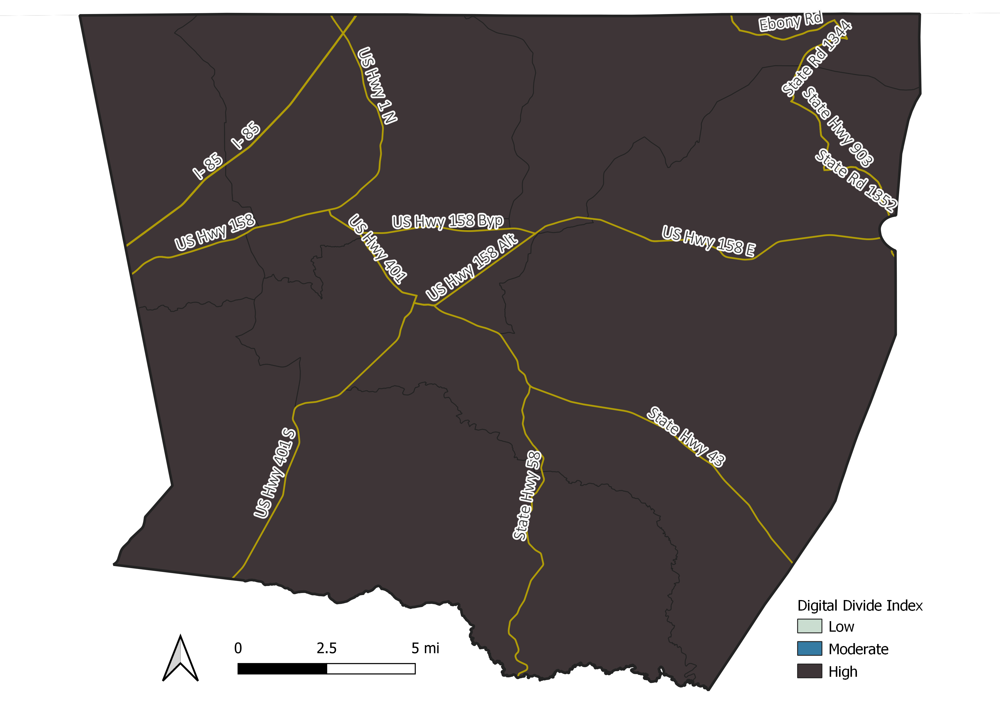 Ebony Rd
State Rd 1344
US Hwy 1 N
State Hwy 903
I- 85
I- 85
State Rd 1352
US Hwy 158
US Hwy 158 Byp
US Hwy 401
US Hwy 158 Alt
US Hwy 158 E
State Hwy 43
US Hwy 401 S
State Hwy 58
Digital Divide Index
Low
Moderate
High
0 2.5 5 mi